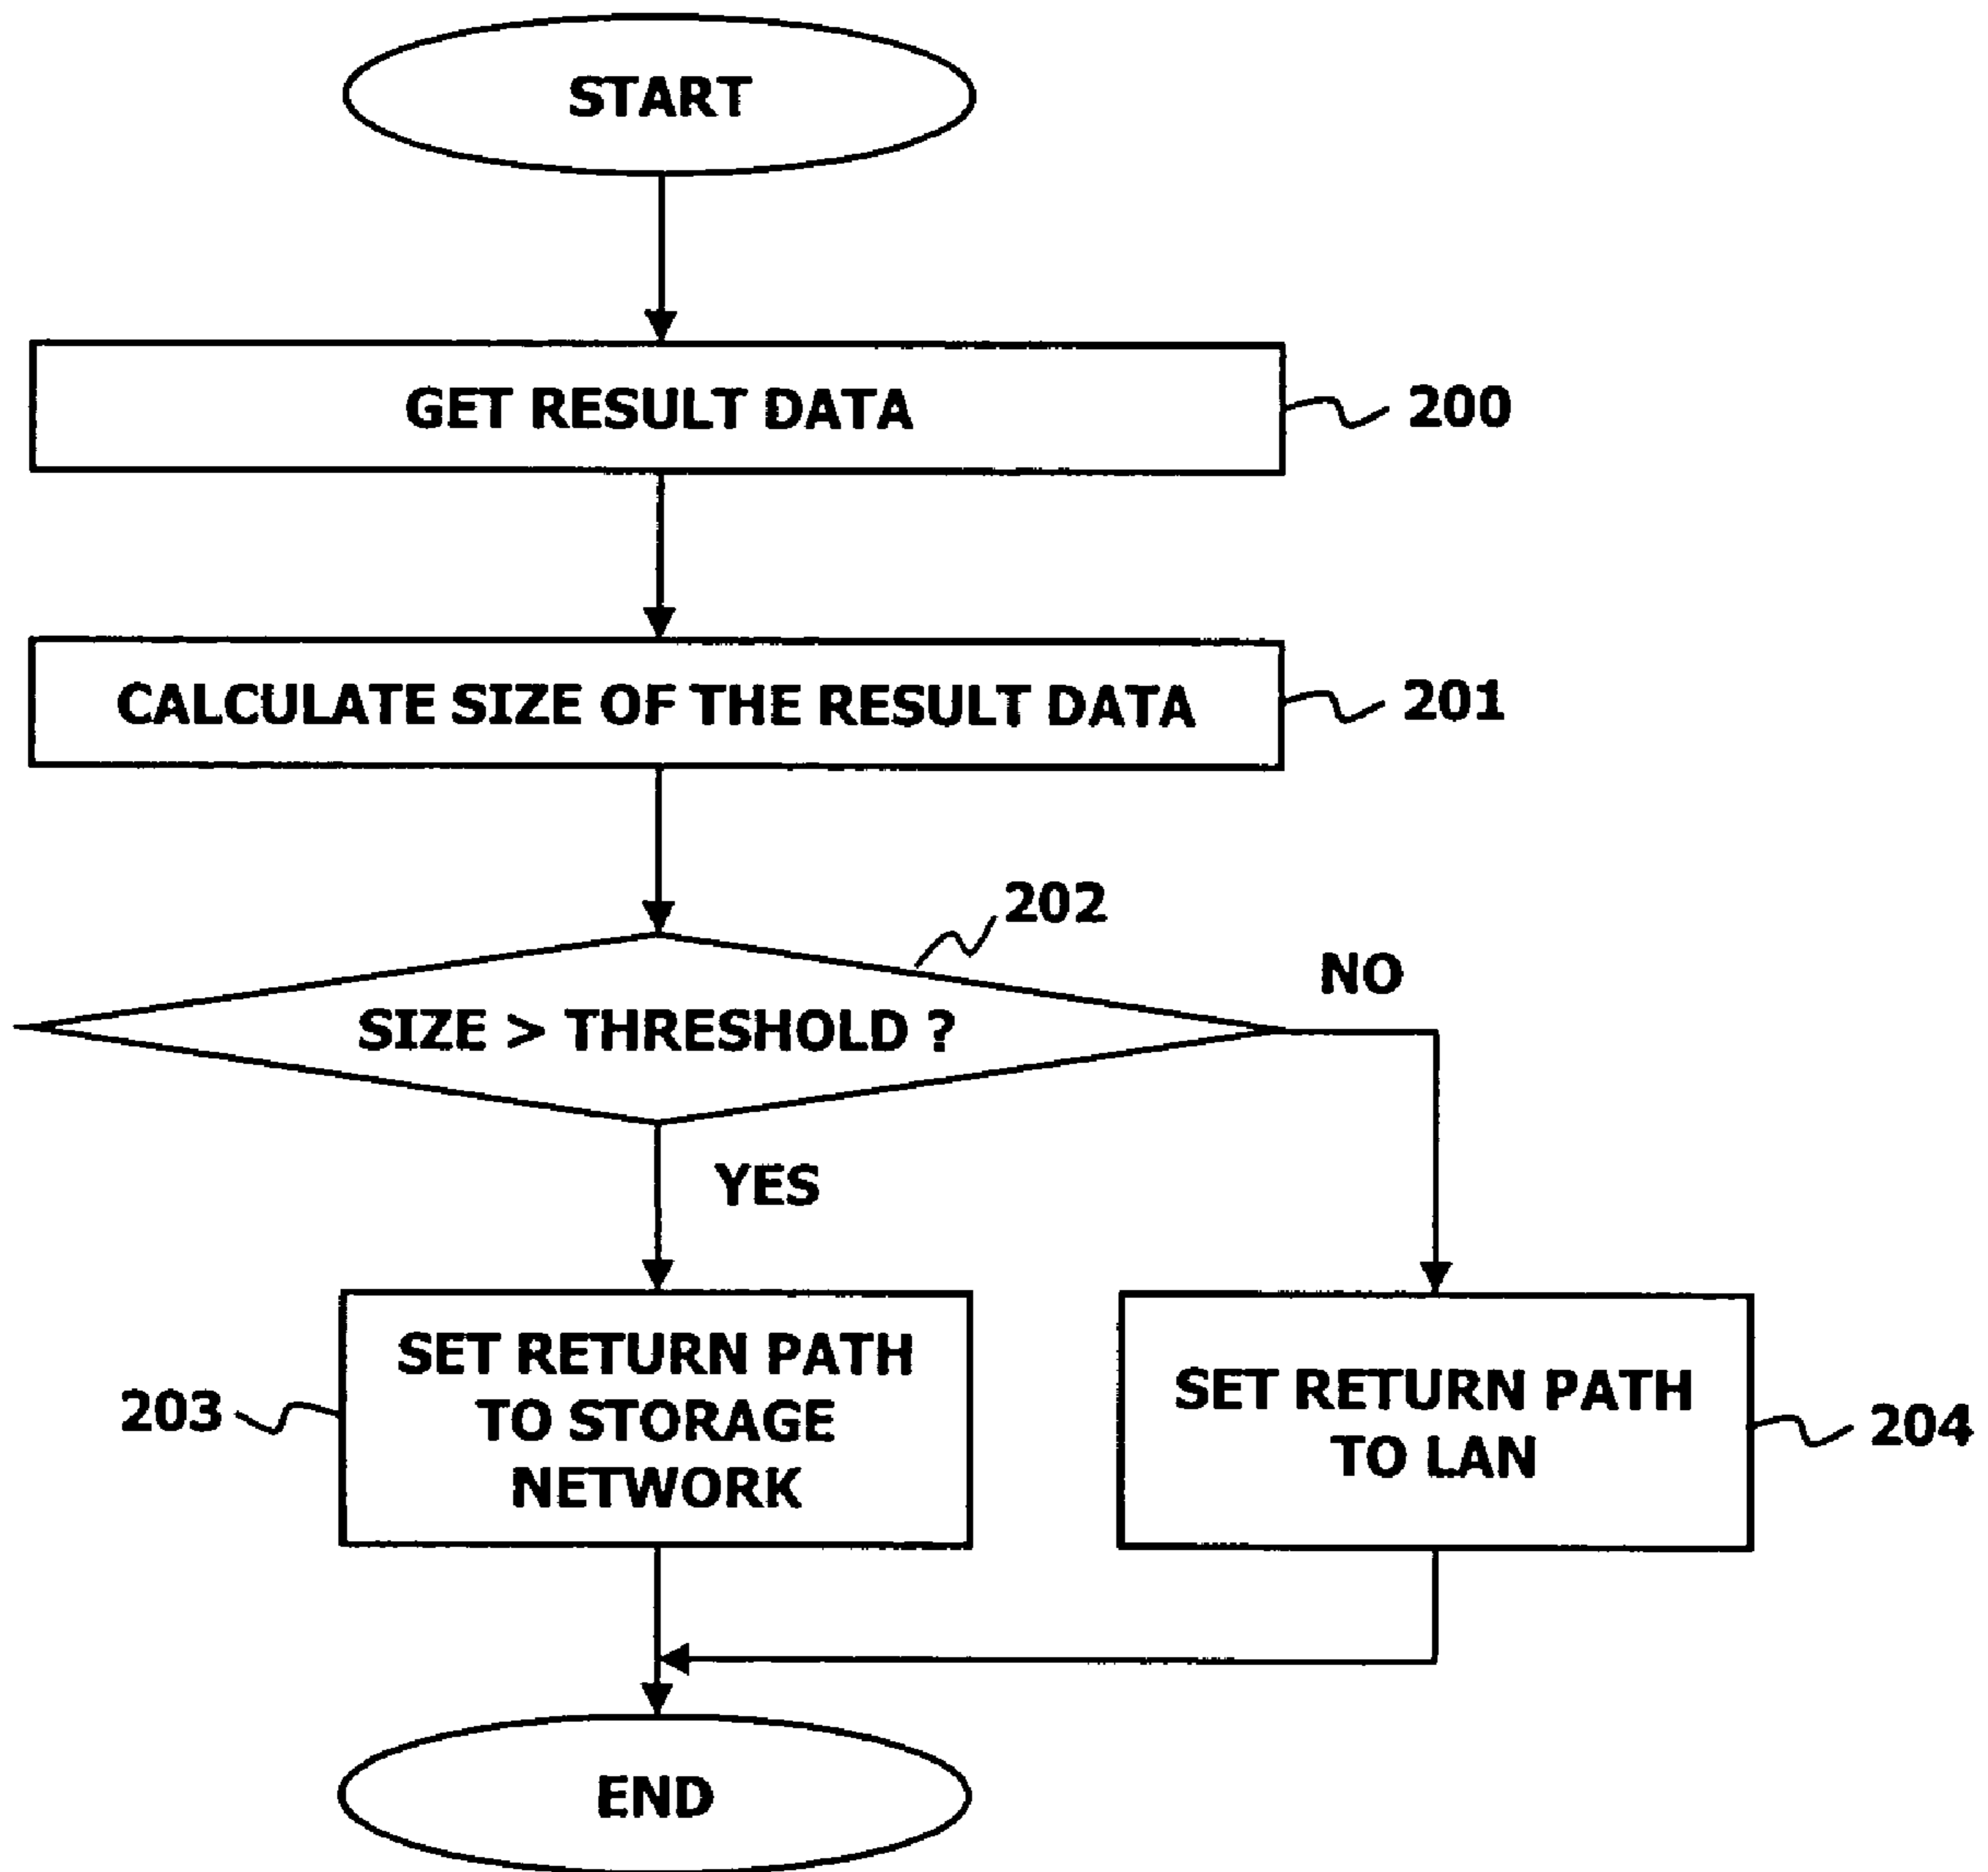 START
GET RESULT DATA
200
CALCULATE SIZE OF THE RESULT DATA
201
202
SIZE > THRESHOLD ?
NO
YES
203
SET RETURN PATH
TO STORAGE
NETWORK
SET RETURN PATH
TO LAN
204
END